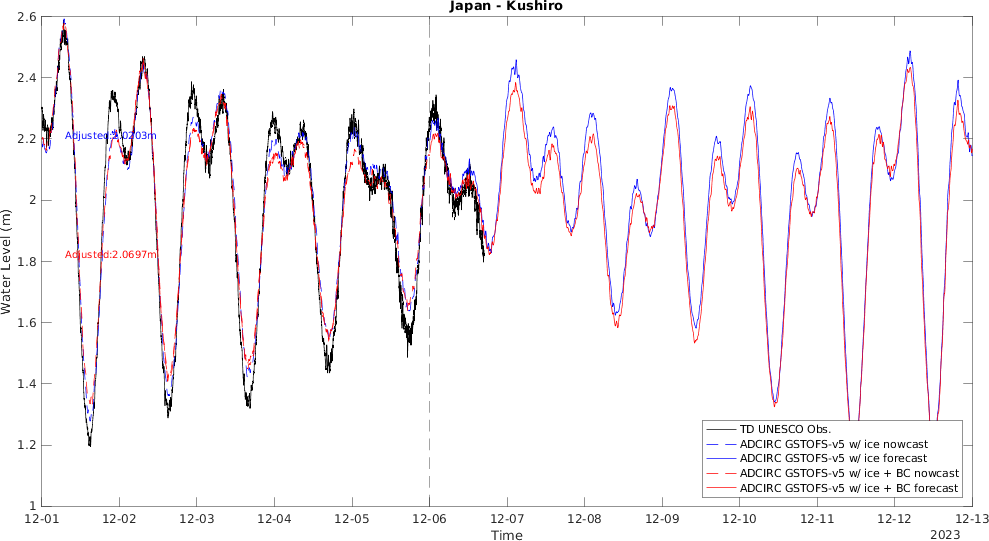 Japan - Kushiro
2.6
2.4
2.2
2
1.8
1.6
1.4
1.2
1
Water Level (m)
Adjusted:2.0203m
Adjusted:2.0697m
TD UNESCO Obs.
ADCIRC GSTOFS-v5 w/ ice nowcast
ADCIRC GSTOFS-v5 w/ ice forecast
ADCIRC GSTOFS-v5 w/ ice + BC nowcast
ADCIRC GSTOFS-v5 w/ ice + BC forecast
12-01 12-02 12-03 12-04 12-05 12-06 12-07 12-08 12-09 12-10 12-11 12-12 12-13
Time
2023